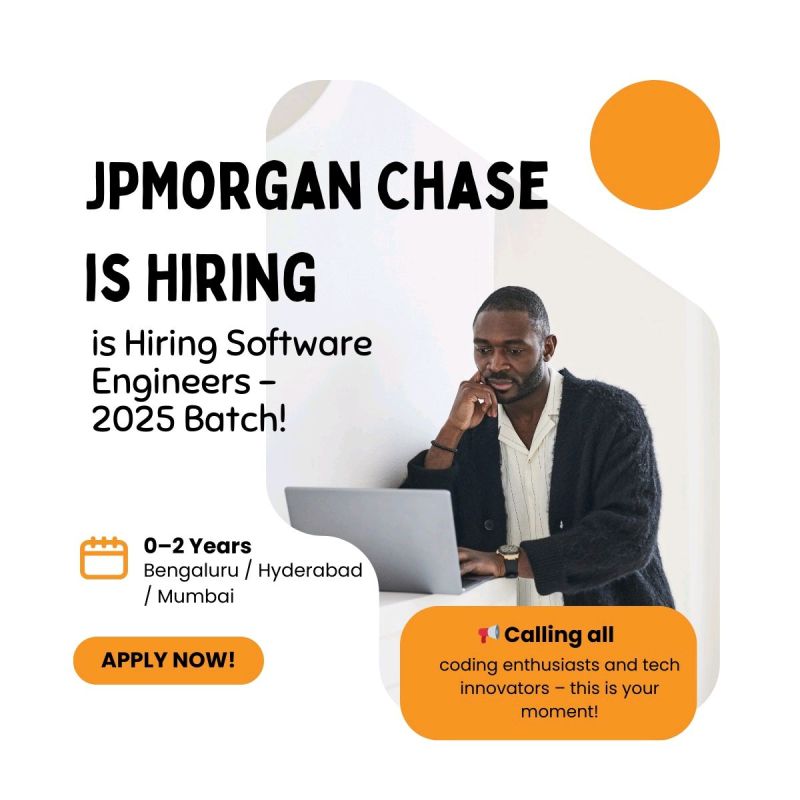 JPMORGAN CHASE
IS HIRING
is Hiring Software
Engineers –
2025 Batch!
0–2 Years
Bengaluru / Hyderabad
/ Mumbai
APPLY NOW!
📢 Calling all
coding enthusiasts and tech
innovators – this is your
moment!